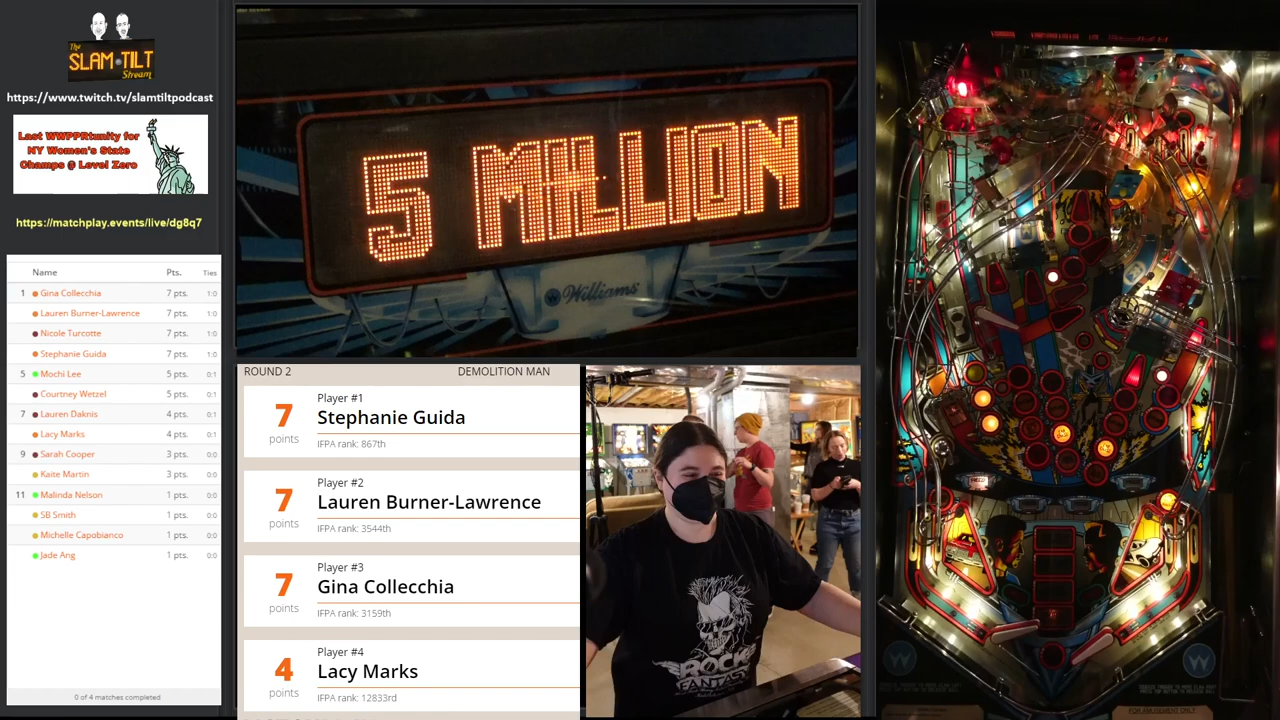 The
SLAM TILT
Stream
https://www.twitch.tv/slamtiltpodcast
Last WWPPRtunity for
NY Women's State
Champs @ Level Zero
https://matchplay.events/live/dg8q7
Name Pts. Ties
1 Gina Collecchia 7 pts. 1:0
Lauren Burner-Lawrence 7 pts. 1:0
Nicole Turcotte 7 pts. 1:0
Stephanie Guida 7 pts. 1:0
5 Mochi Lee 5 pts. 0:1
Courtney Wetzel 5 pts. 0:1
7 Lauren Daknis 4 pts. 0:1
Lacy Marks 4 pts. 0:1
9 Sarah Cooper 3 pts. 0:0
Kaite Martin 3 pts. 0:0
11 Malinda Nelson 1 pts. 0:0
SB Smith 1 pts. 0:0
Michelle Capobianco 1 pts. 0:0
Jade Ang 1 pts. 0:0
0 of 4 matches completed
5 MILLION
W Williams
ROUND 2 DEMOLITION MAN
7 points
Player #1
Stephanie Guida
IFPA rank: 867th
7 points
Player #2
Lauren Burner-Lawrence
IFPA rank: 3544th
7 points
Player #3
Gina Collecchia
IFPA rank: 3159th
4 points
Player #4
Lacy Marks
IFPA rank: 12833rd
ROCK
FANTASY
W
W
FOR AMUSEMENT ONLY